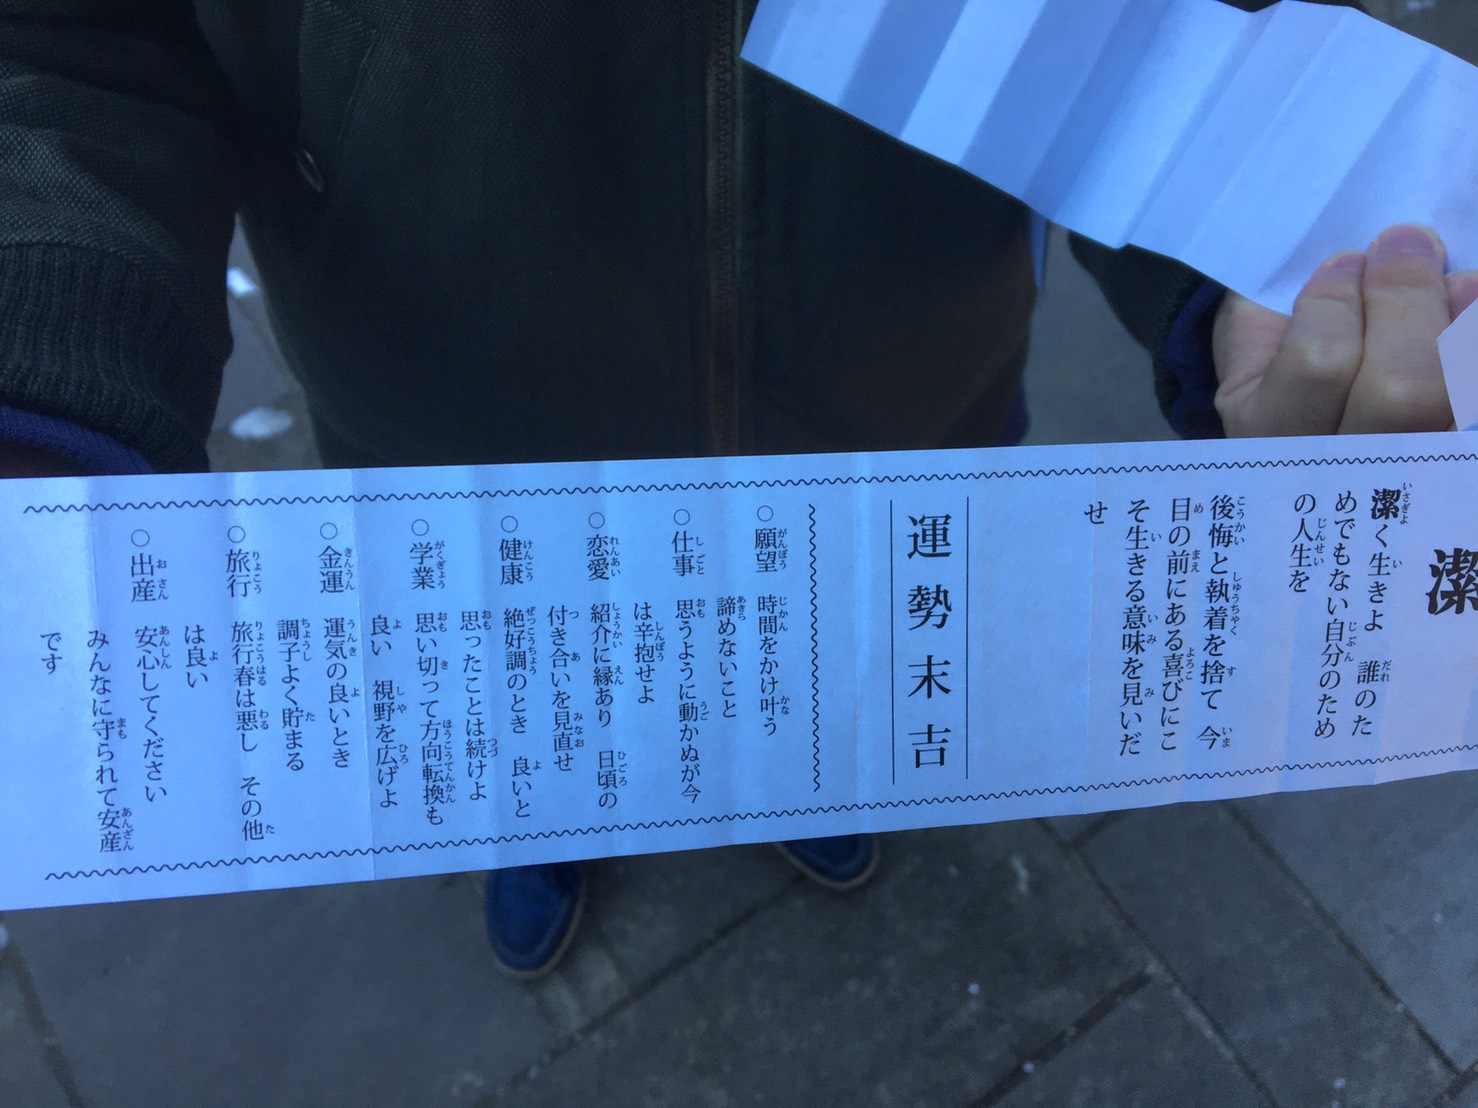 潔
潔く生きよ　誰のた
めでもない自分のため
の人生を
後悔と執着を捨て　今
目の前にある喜びにこ
そ生きる意味を見いだ
せ
運勢末吉
○願望　時間をかけ叶う
諦めないこと
○仕事　思うように動かぬが今
は辛抱せよ
○恋愛　紹介に縁あり　日頃の
付き合いを見直せ
○健康　絶好調のとき　良いと
思ったことは続けよ
○学業　思い切って方向転換も
良い　視野を広げよ
○金運　運気の良いとき
調子よく貯まる
○旅行　旅行春は悪し　その他
は良い
○出産　安心してください
みんなに守られて安産
です